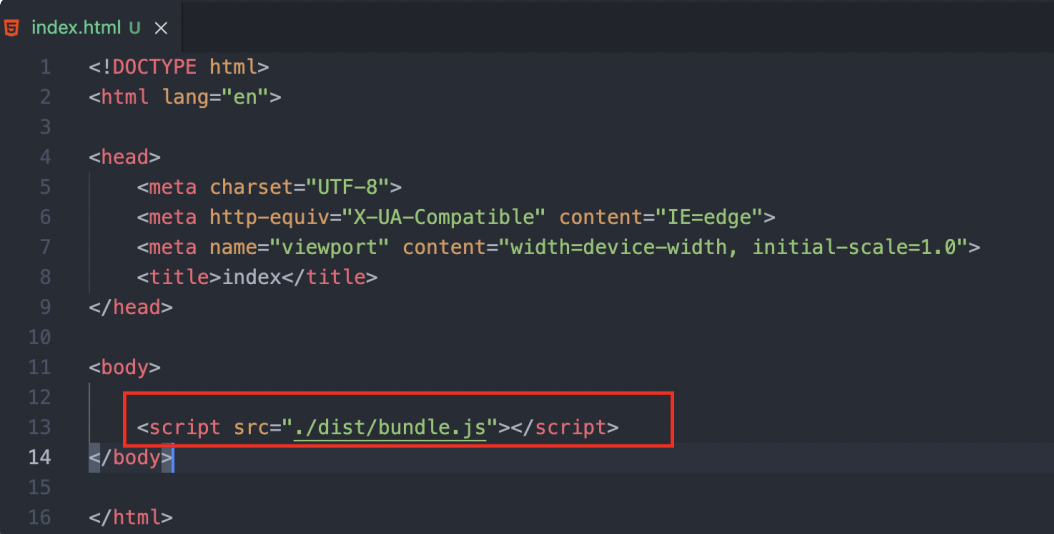 index.html U
1 <!DOCTYPE html>
2 <html lang="en">
3
4 <head>
5     <meta charset="UTF-8">
6     <meta http-equiv="X-UA-Compatible" content="IE=edge">
7     <meta name="viewport" content="width=device-width, initial-scale=1.0">
8     <title>index</title>
9 </head>
10
11 <body>
12
13     <script src="./dist/bundle.js"></script>
14 </body>
15
16 </html>